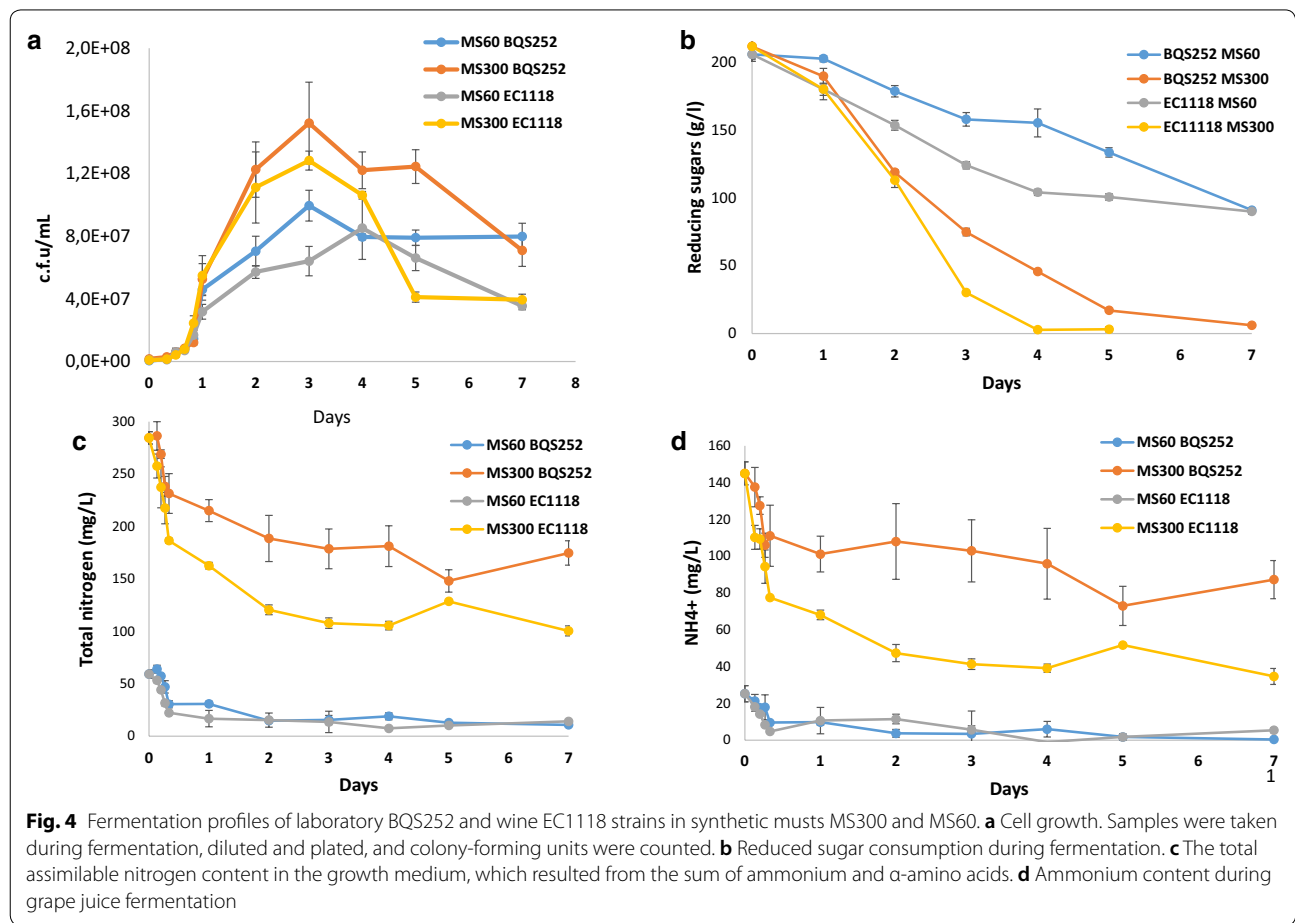 a
2,0E+08
1,6E+08
1,2E+08
8,0E+07
4,0E+07
0,0E+00
c.f.u/mL
MS60 BQS252
MS300 BQS252
MS60 EC1118
MS300 EC1118
0 1 2 3 4 5 6 7 8
Days
b
200
150
100
50
0
Reducing sugars (g/l)
BQS252 MS60
BQS252 MS300
EC1118 MS60
EC11118 MS300
0 1 2 3 4 5 6 7
Days
c
300
250
200
150
100
50
0
Total nitrogen (mg/L)
MS60 BQS252
MS300 BQS252
MS60 EC1118
MS300 EC1118
0 1 2 3 4 5 6 7
Days
d
160
140
120
100
80
60
40
20
0
NH4+ (mg/L)
MS60 BQS252
MS300 BQS252
MS60 EC1118
MS300 EC1118
0 1 2 3 4 5 6 7
Days
1
Fig. 4 Fermentation profiles of laboratory BQS252 and wine EC1118 strains in synthetic musts MS300 and MS60. a Cell growth. Samples were taken
during fermentation, diluted and plated, and colony-forming units were counted. b Reduced sugar consumption during fermentation. c The total
assimilable nitrogen content in the growth medium, which resulted from the sum of ammonium and α-amino acids. d Ammonium content during
grape juice fermentation